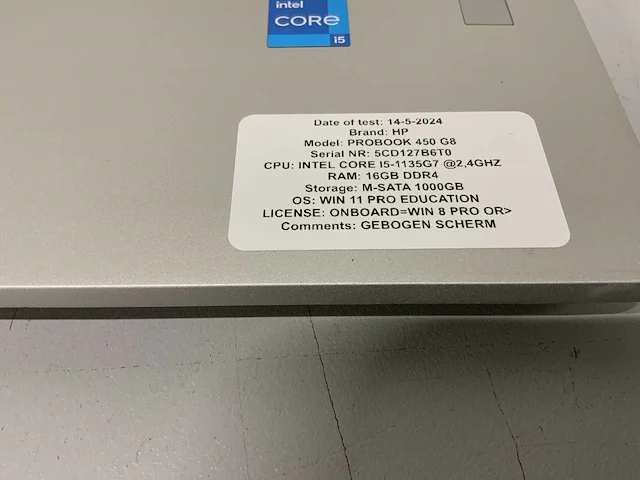 intel
CORE
i5
Date of test: 14-5-2024
Brand: HP
Model: PROBOOK 450 G8
Serial NR: 5CD127B6T0
CPU: INTEL CORE I5-1135G7 @2,4GHZ
RAM: 16GB DDR4
Storage: M-SATA 1000GB
OS: WIN 11 PRO EDUCATION
LICENSE: ONBOARD=WIN 8 PRO OR>
Comments: GEBOGEN SCHERM